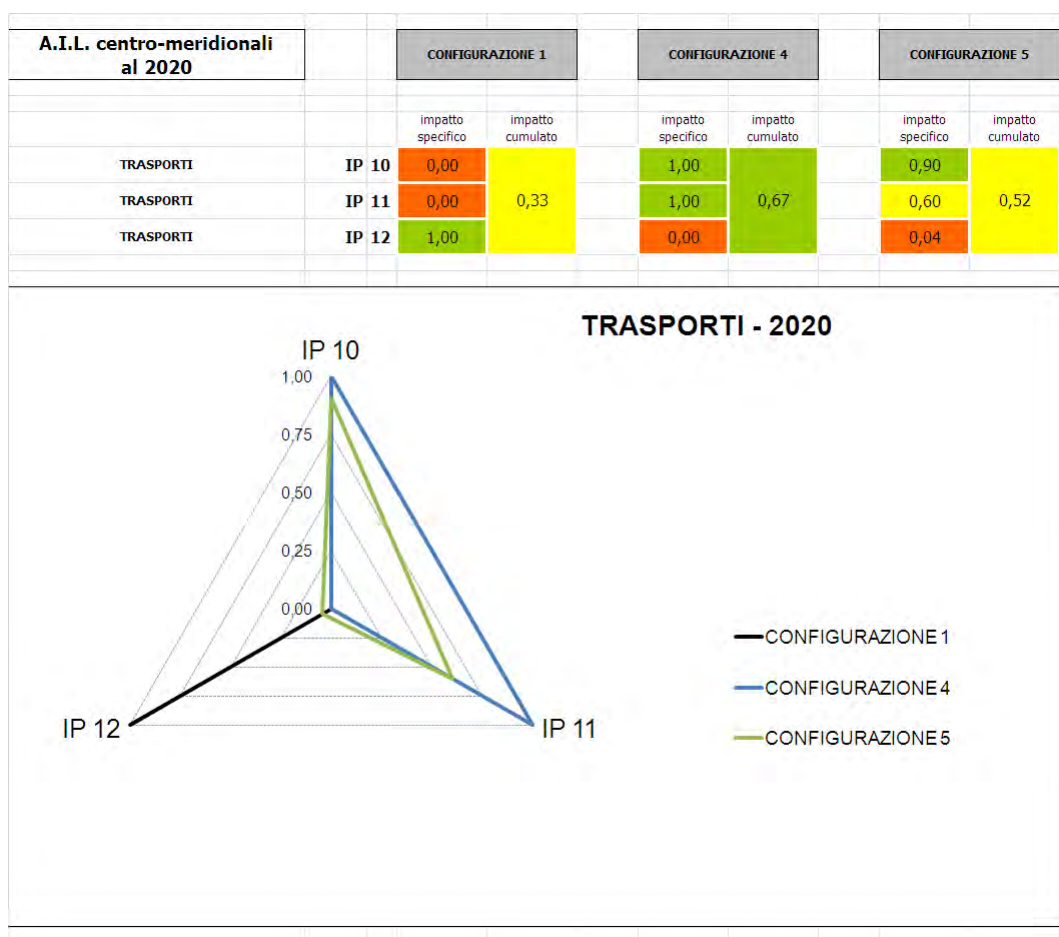 A.I.L. centro-meridionali
al 2020
CONFIGURAZIONE 1
CONFIGURAZIONE 4
CONFIGURAZIONE 5
impatto specifico
impatto cumulato
impatto specifico
impatto cumulato
impatto specifico
impatto cumulato
TRASPORTI IP 10 0,00 1,00 0,90
TRASPORTI IP 11 0,00 0,33 1,00 0,67 0,60 0,52
TRASPORTI IP 12 1,00 0,00 0,04
TRASPORTI - 2020
IP 10
1,00
0,75
0,50
0,25
0,00
IP 12
IP 11
CONFIGURAZIONE 1
CONFIGURAZIONE 4
CONFIGURAZIONE 5